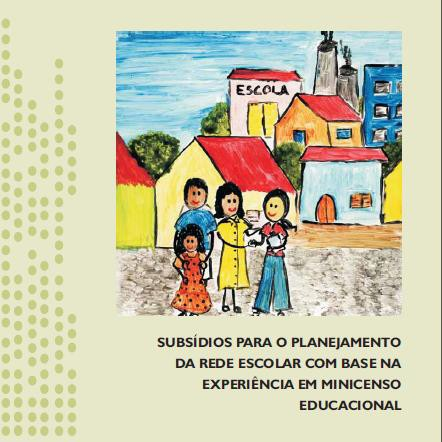 ESCOLA
SUBSÍDIOS PARA O PLANEJAMENTO
DA REDE ESCOLAR COM BASE NA
EXPERIÊNCIA EM MINICENSO
EDUCACIONAL